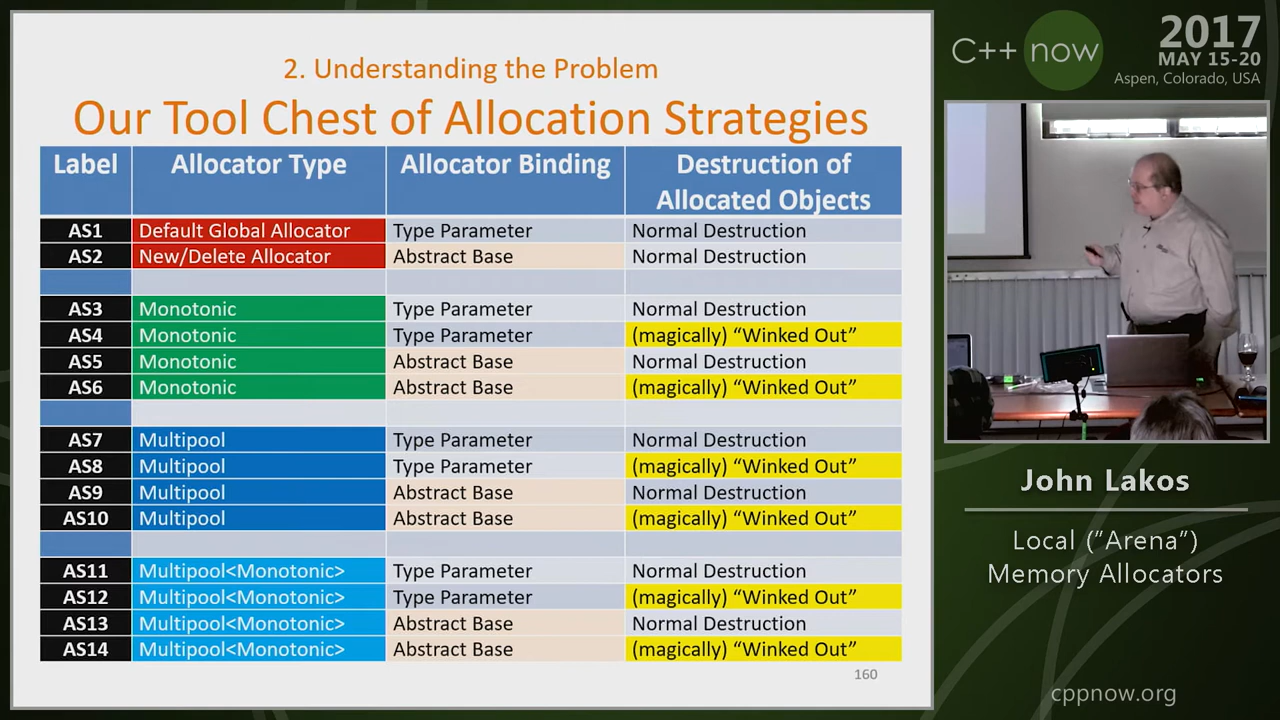 2. Understanding the Problem
Our Tool Chest of Allocation Strategies
Label Allocator Type Allocator Binding Destruction of Allocated Objects
AS1 Default Global Allocator Type Parameter Normal Destruction
AS2 New/Delete Allocator Abstract Base Normal Destruction
AS3 Monotonic Type Parameter Normal Destruction
AS4 Monotonic Type Parameter (magically) “Winked Out”
AS5 Monotonic Abstract Base Normal Destruction
AS6 Monotonic Abstract Base (magically) “Winked Out”
AS7 Multipool Type Parameter Normal Destruction
AS8 Multipool Type Parameter (magically) “Winked Out”
AS9 Multipool Abstract Base Normal Destruction
AS10 Multipool Abstract Base (magically) “Winked Out”
AS11 Multipool<Monotonic> Type Parameter Normal Destruction
AS12 Multipool<Monotonic> Type Parameter (magically) “Winked Out”
AS13 Multipool<Monotonic> Abstract Base Normal Destruction
AS14 Multipool<Monotonic> Abstract Base (magically) “Winked Out”
160
C++ now
2017
MAY 15-20
Aspen, Colorado, USA
John Lakos
Local (”Arena”)
Memory Allocators
cppnow.org